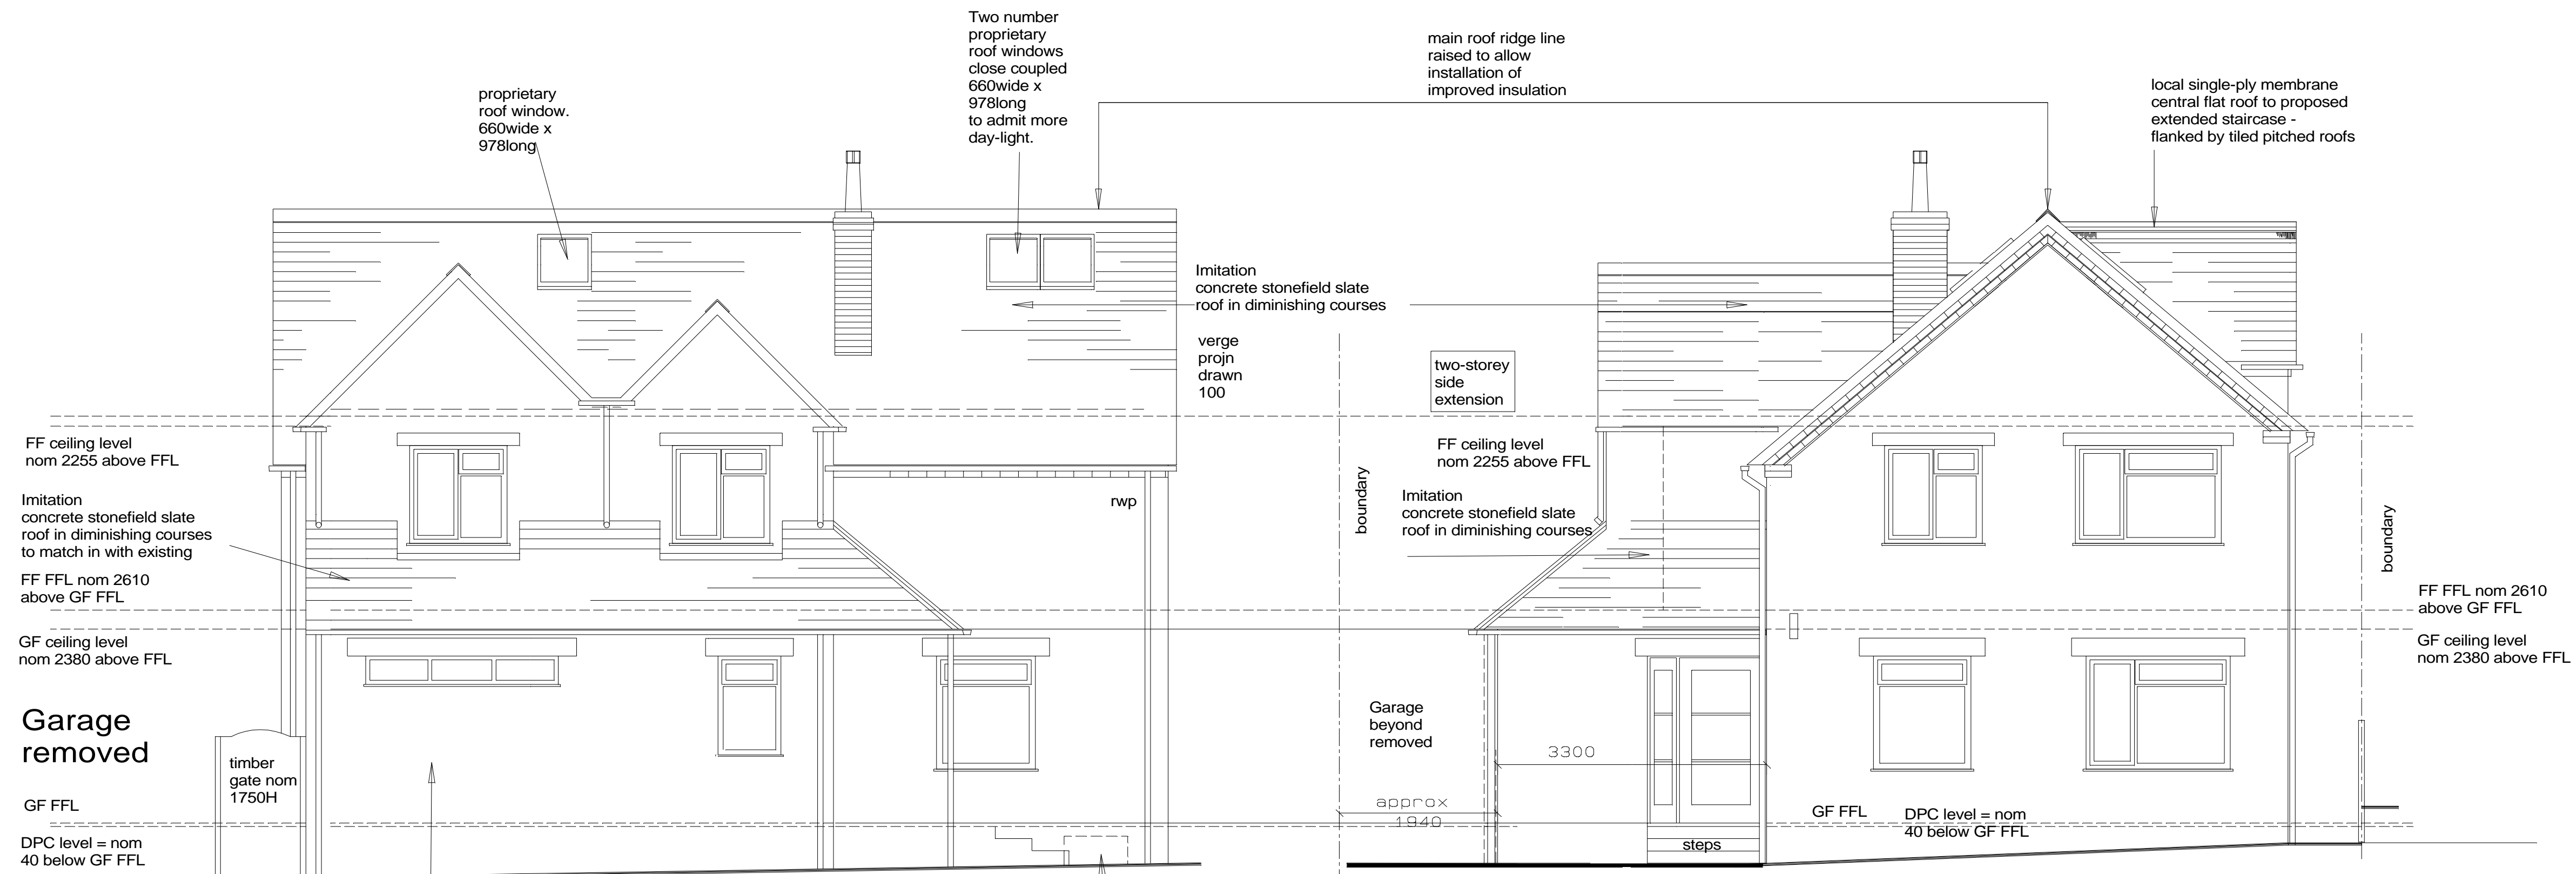 Two number
proprietary
roof windows
close coupled
660wide x
978long
to admit more
day-light.
main roof ridge line
raised to allow
installation of
improved insulation
proprietary
roof window.
660wide x
978long
local single-ply membrane
central flat roof to proposed
extended staircase -
flanked by tiled pitched roofs
Imitation
concrete stonefield slate
roof in diminishing courses
verge
projn
drawn
100
two-storey
side
extension
FF ceiling level
nom 2255 above FFL
FF ceiling level
nom 2255 above FFL
Imitation
concrete stonefield slate
roof in diminishing courses
to match in with existing
rwp
boundary
Imitation
concrete stonefield slate
roof in diminishing courses
boundary
FF FFL nom 2610
above GF FFL
FF FFL nom 2610
above GF FFL
GF ceiling level
nom 2380 above FFL
GF ceiling level
nom 2380 above FFL
Garage
removed
timber
gate nom
1750H
Garage
beyond
removed
3300
approx
1940
GF FFL
DPC level = nom
40 below GF FFL
GF FFL
DPC level = nom
40 below GF FFL
steps